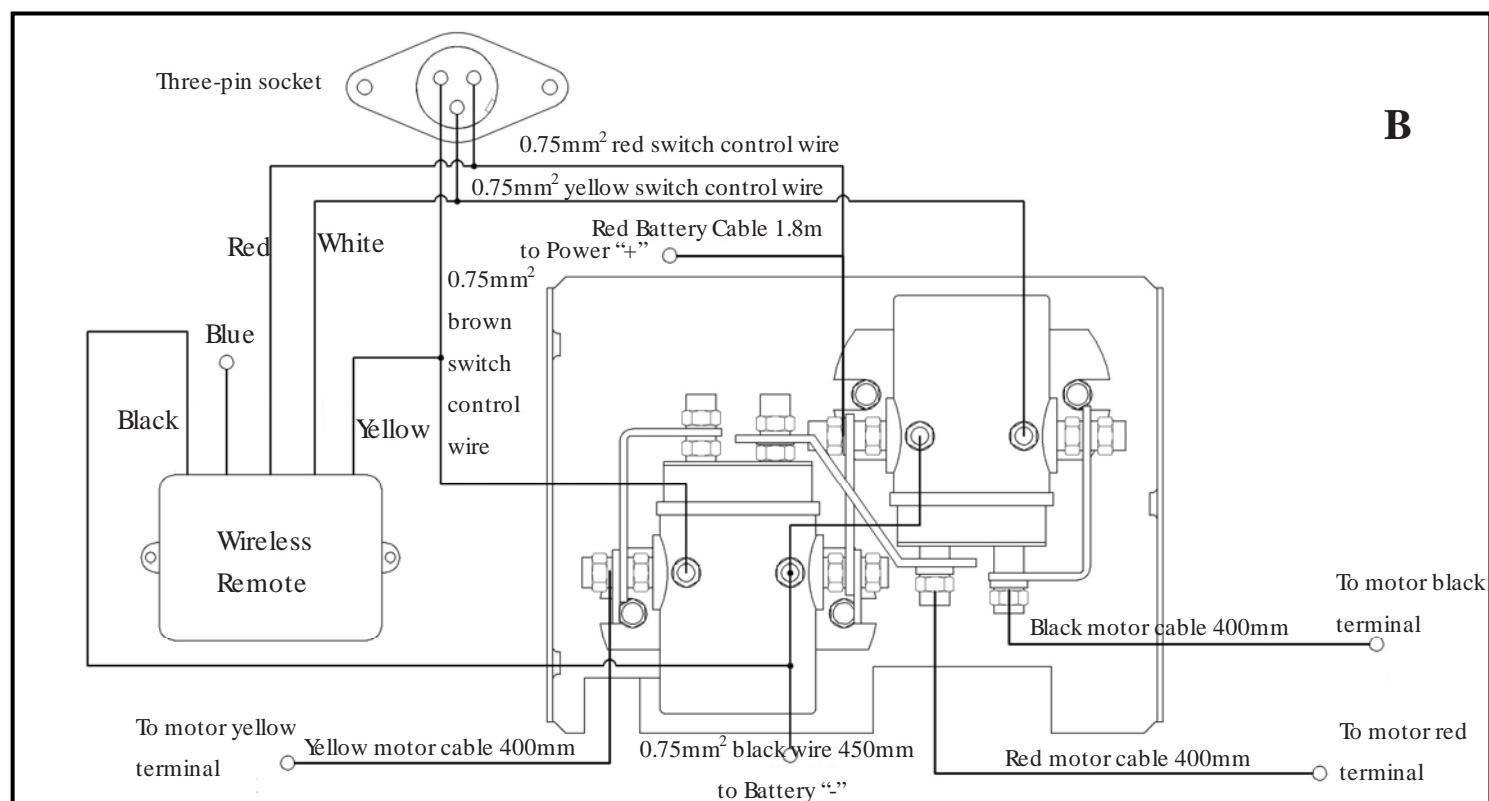 Three-pin socket
B
0.75mm² red switch control wire
0.75mm² yellow switch control wire
Red Battery Cable 1.8m
to Power “+”
Red
White
0.75mm²
brown
switch
control
wire
Blue
Black
Yellow
Wireless
Remote
To motor black
terminal
Black motor cable 400mm
To motor yellow
terminal
Yellow motor cable 400mm
0.75mm² black wire 450mm
to Battery “-”
Red motor cable 400mm
To motor red
terminal